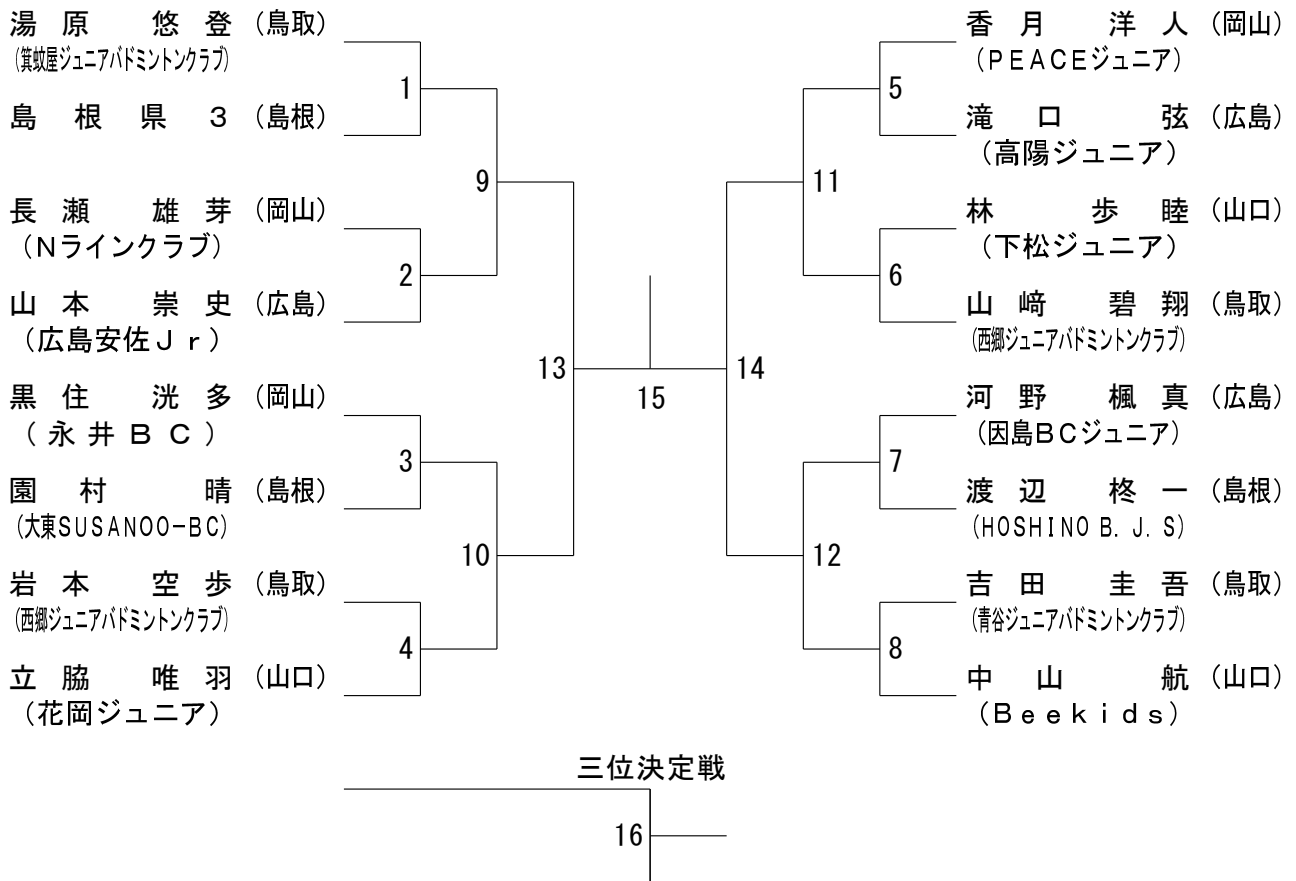 湯原 悠登 (鳥取)
(箕蚊屋ジュニアバドミントンクラブ)
1
島根県3 (島根)
9
長瀬 雄芽 (岡山)
(Nラインクラブ)
2
山本 崇史 (広島)
(広島安佐Jr)
13
黒住 洸多 (岡山)
(永井BC)
3
園村 晴 (島根)
(大東SUSANOO-BC)
10
岩本 空歩 (鳥取)
(西郷ジュニアバドミントンクラブ)
4
立脇 唯羽 (山口)
(花岡ジュニア)
15
香月 洋人 (岡山)
(PEACEジュニア)
5
滝口 弦 (広島)
(高陽ジュニア)
11
林 歩睦 (山口)
(下松ジュニア)
6
山﨑 碧翔 (鳥取)
(西郷ジュニアバドミントンクラブ)
14
河野 楓真 (広島)
(因島BCジュニア)
7
渡辺 柊一 (島根)
(HOSHINO B. J. S)
12
吉田 圭吾 (鳥取)
(青谷ジュニアバドミントンクラブ)
8
中山 航 (山口)
(Beekids)
三位決定戦
16